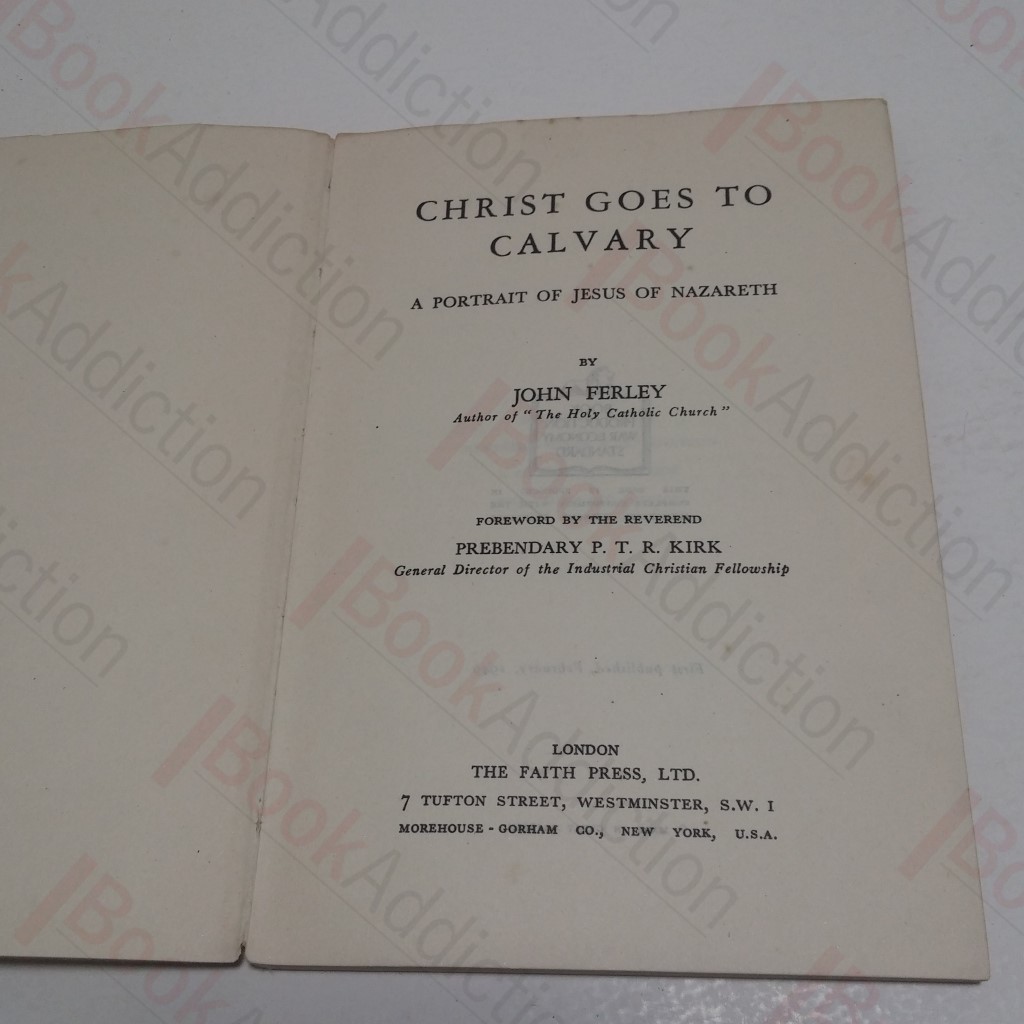 CHRIST GOES TO
CALVARY
A PORTRAIT OF JESUS OF NAZARETH
BY
JOHN FERLEY
Author of "The Holy Catholic Church"
FOREWORD BY THE REVEREND
PREBENDARY P. T. R. KIRK
General Director of the Industrial Christian Fellowship
LONDON
THE FAITH PRESS, LTD.
7 TUFTON STREET, WESTMINSTER, S.W. 1
MOREHOUSE - GORHAM CO., NEW YORK, U.S.A.
BookAddiction